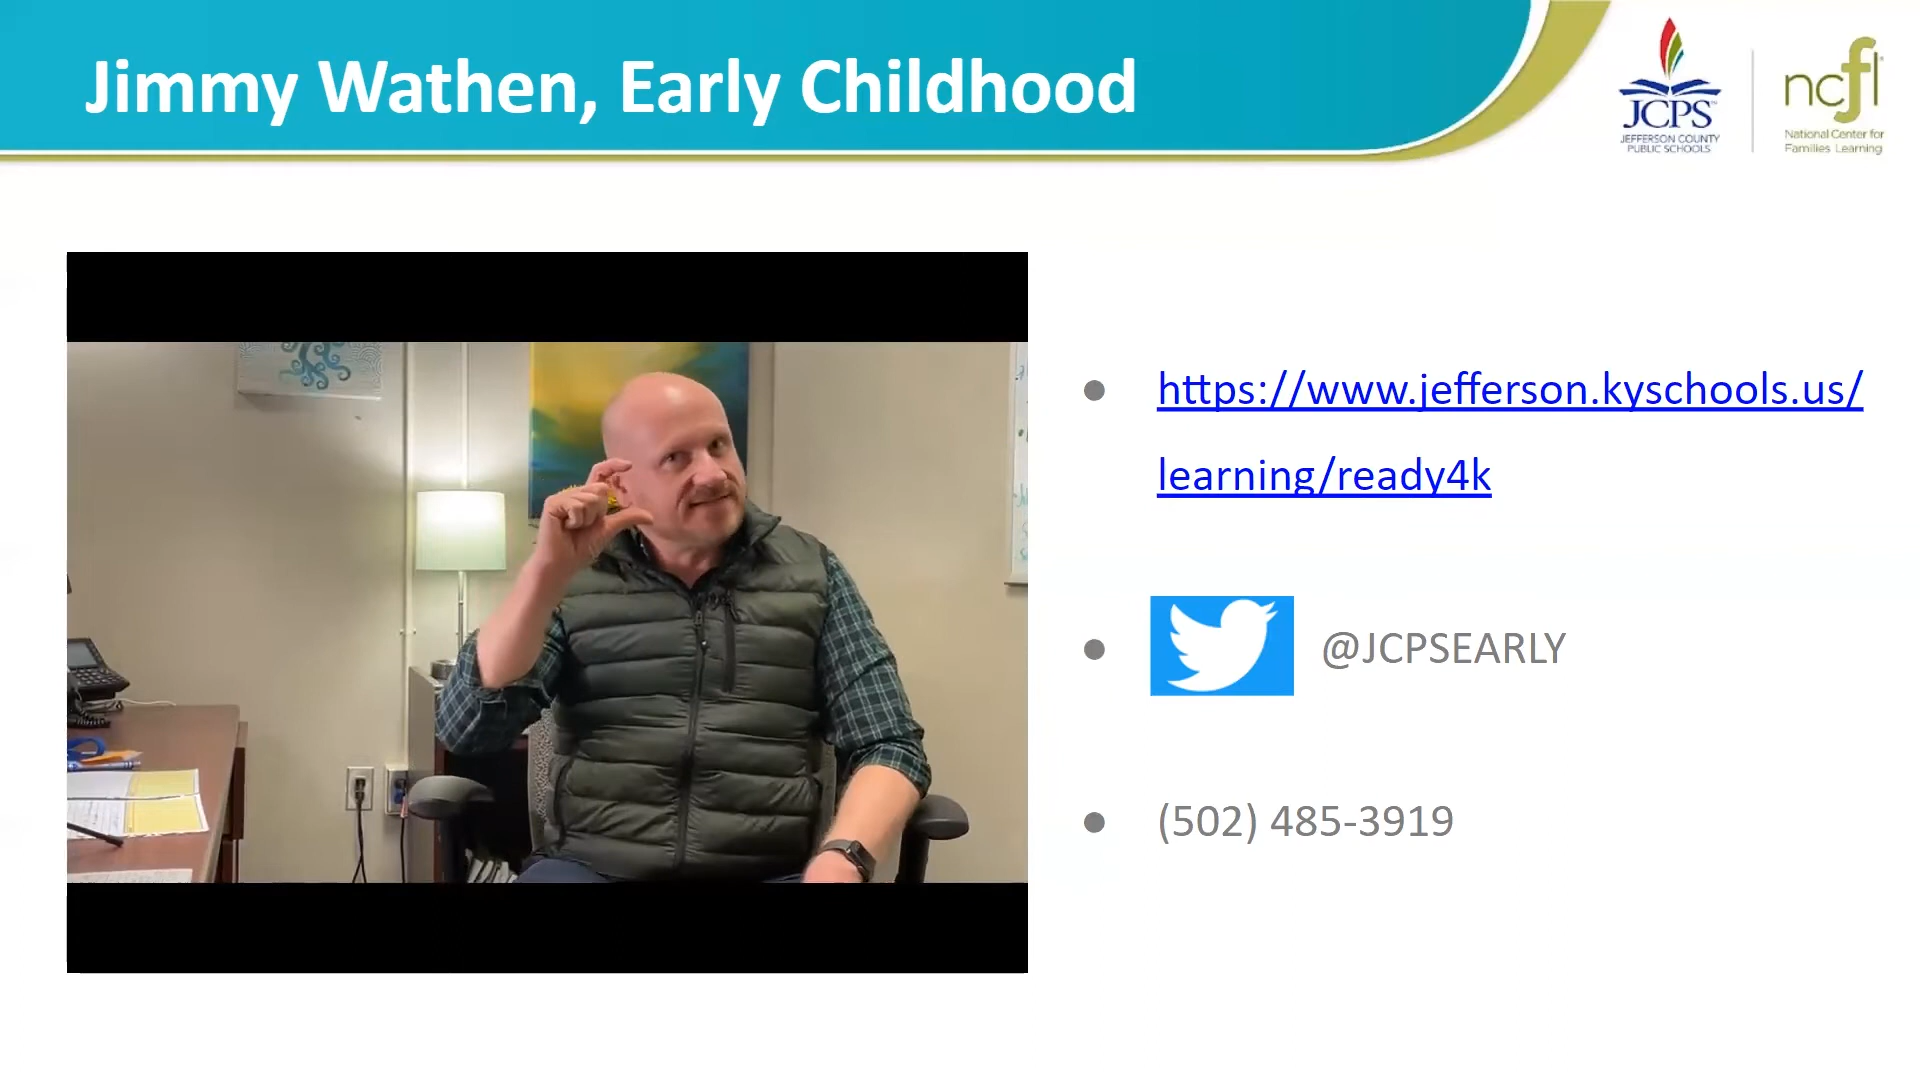 Jimmy Wathen, Early Childhood
JCPS
JEFFERSON COUNTY
PUBLIC SCHOOLS
ncfl
National Center for
Families Learning
https://www.jefferson.kyschools.us/
learning/ready4k
@JCPSEARLY
(502) 485-3919